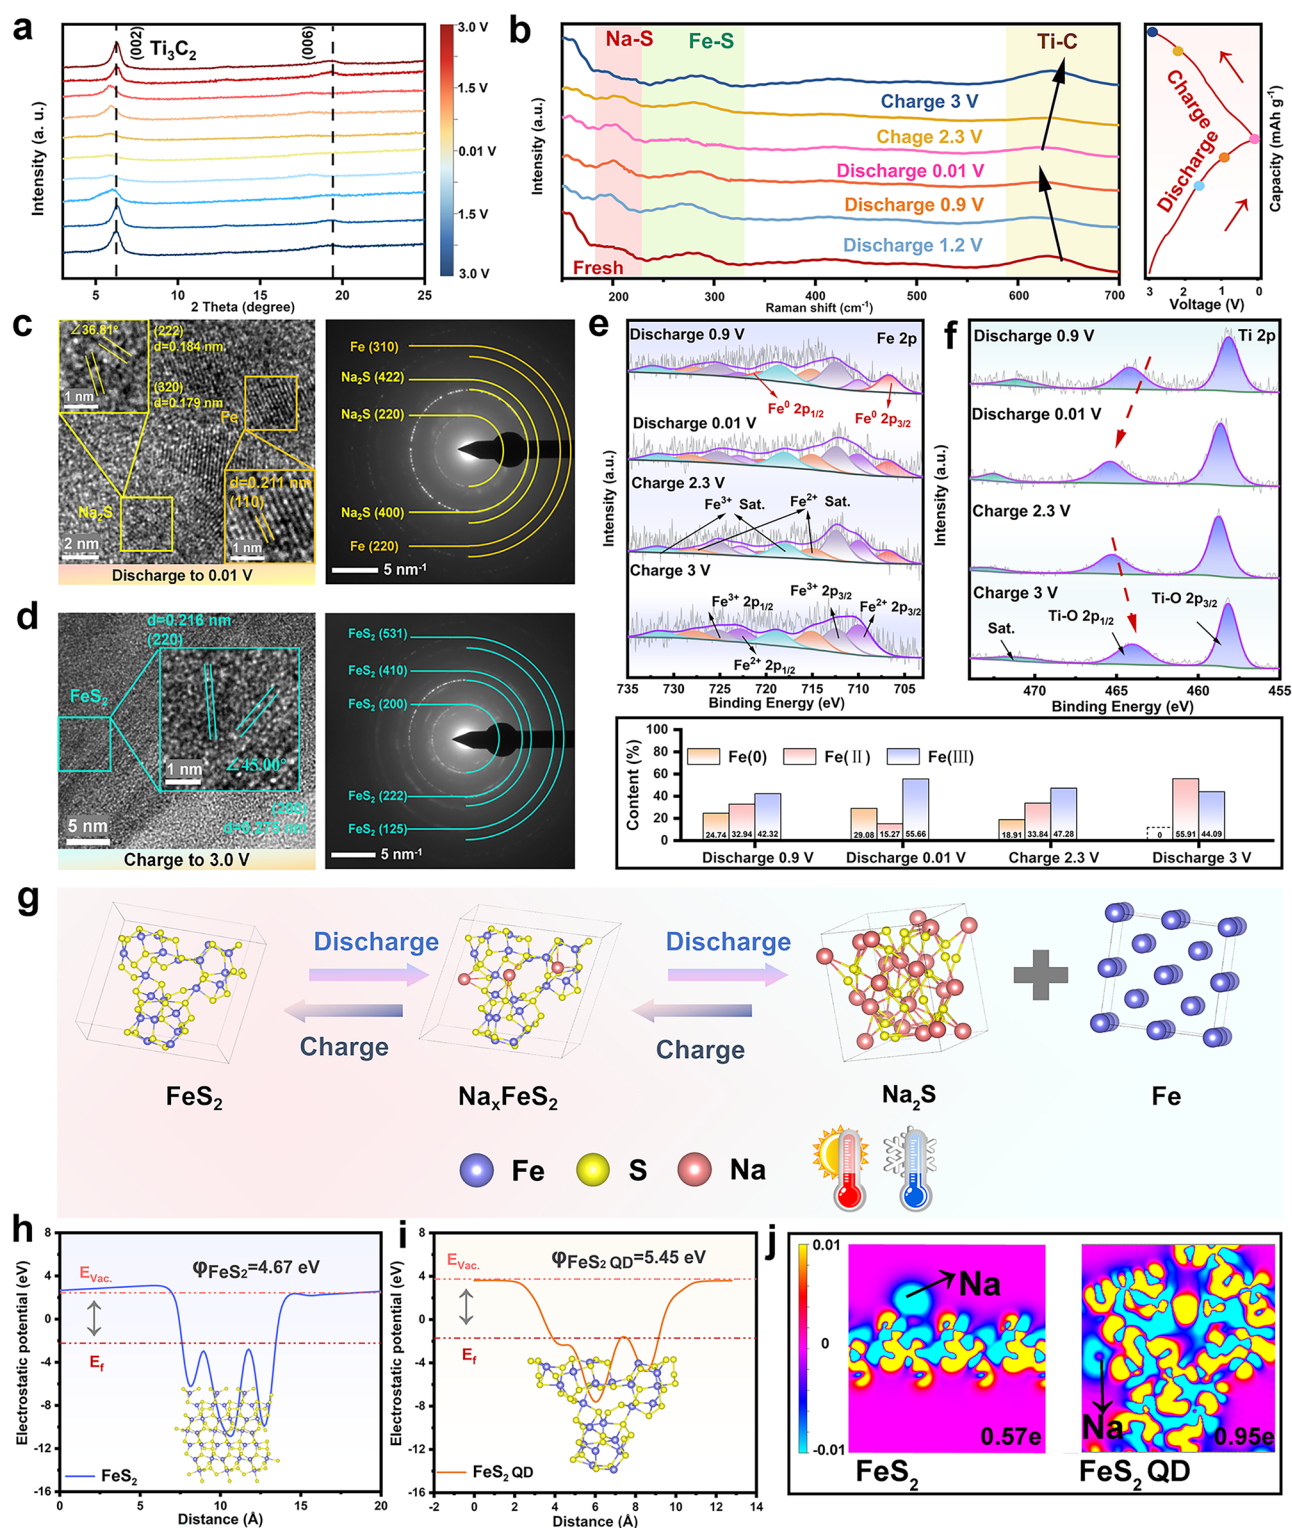 a
Ti3C2
(002)
(006)
Intensity (a. u.)
5
10
15
20
25
2 Theta (degree)
3.0 V
1.5 V
0.01 V
1.5 V
3.0 V
b
Na-S
Fe-S
Ti-C
Charge 3 V
Chage 2.3 V
Discharge 0.01 V
Discharge 0.9 V
Discharge 1.2 V
Fresh
Intensity (a.u.)
200
300
400
500
600
700
Raman shift (cm-1)
Charge
Discharge
Capacity (mAh g-1)
3
2
1
0
Voltage (V)
c
∠36.81°
(222)
d=0.184 nm
(320)
d=0.179 nm
1 nm
Fe
d=0.211 nm
(110)
Na2S
2 nm
1 nm
Discharge to 0.01 V
Fe (310)
Na2S (422)
Na2S (220)
Na2S (400)
Fe (220)
5 nm-1
d
d=0.216 nm
(220)
FeS2
1 nm
∠45.00°
(200)
d=0.275 nm
5 nm
Charge to 3.0 V
FeS2 (531)
FeS2 (410)
FeS2 (200)
FeS2 (222)
FeS2 (125)
5 nm-1
e
Discharge 0.9 V
Fe 2p
Fe0 2p1/2
Fe0 2p3/2
Discharge 0.01 V
Charge 2.3 V
Fe3+ Sat.
Fe2+ Sat.
Charge 3 V
Fe3+ 2p1/2
Fe3+ 2p3/2
Fe2+ 2p3/2
Fe2+ 2p1/2
Intensity (a.u.)
735
730
725
720
715
710
705
Binding Energy (eV)
f
Discharge 0.9 V
Ti 2p
Discharge 0.01 V
Charge 2.3 V
Charge 3 V
Ti-O 2p3/2
Ti-O 2p1/2
Sat.
Intensity (a.u.)
470
465
460
455
Binding Energy (eV)
Content (%)
100
80
60
40
20
0
Fe(0)
Fe(Ⅱ)
Fe(Ⅲ)
24.74
32.94
42.32
29.08
15.27
55.66
18.91
33.84
47.28
0
55.91
44.09
Discharge 0.9 V
Discharge 0.01 V
Charge 2.3 V
Discharge 3 V
g
Discharge
Charge
Discharge
Charge
FeS2
NaxFeS2
Na2S
Fe
Fe
S
Na
h
φFeS2=4.67 eV
EVac.
Ef
FeS2
Electrostatic potential (eV)
8
4
0
-4
-8
-12
-16
0
5
10
15
20
Distance (Å)
i
φFeS2 QD=5.45 eV
EVac.
Ef
FeS2 QD
Electrostatic potential (eV)
8
4
0
-4
-8
-12
-16
-2
0
2
4
6
8
10
12
14
Distance (Å)
j
0.01
0
-0.01
Na
0.57e
FeS2
Na
0.95e
FeS2 QD